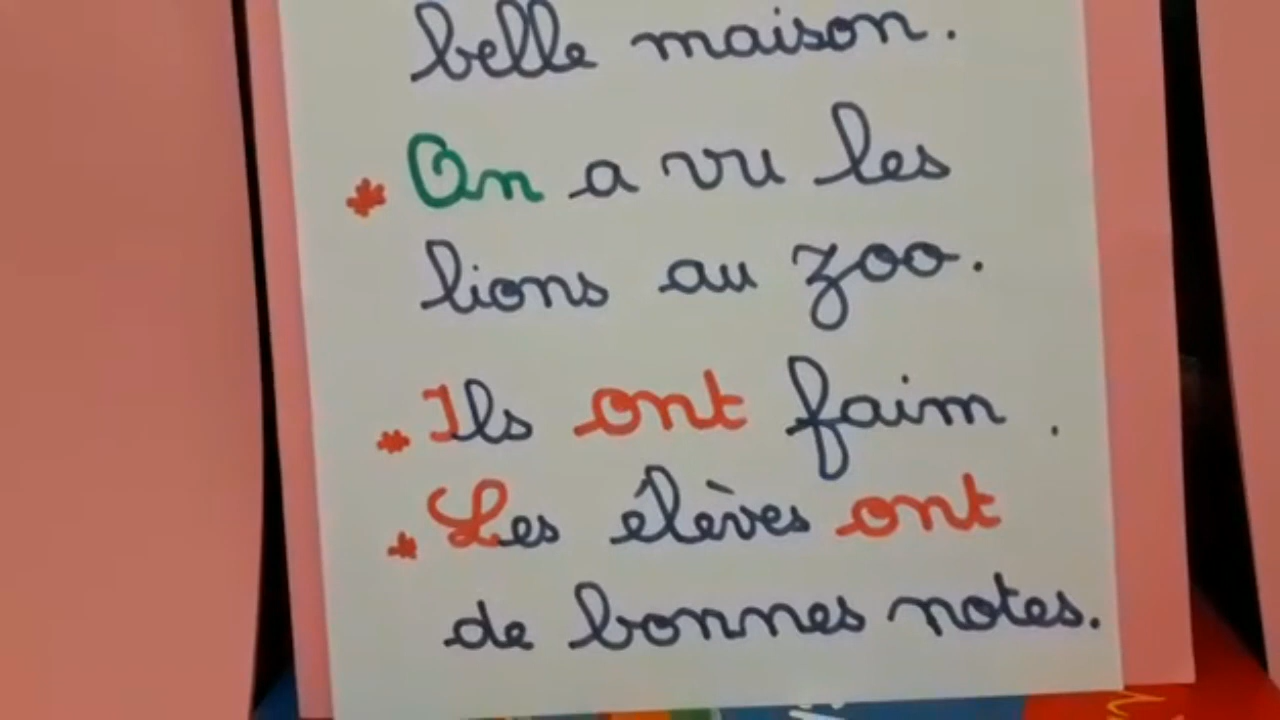 belle maison.
* On a vu les
lions au zoo.
* Ils ont faim.
* Les élèves ont
de bonnes notes.